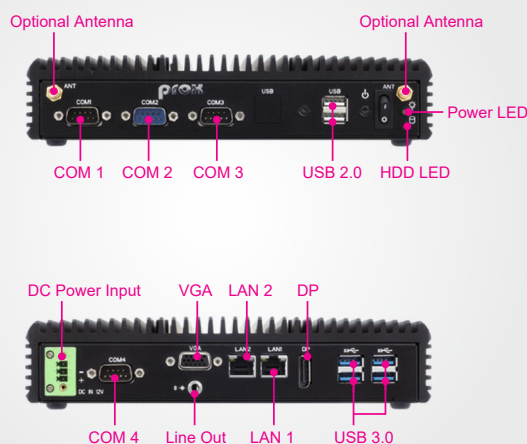 Optional Antenna
Optional Antenna
ANT
COM1
COM2
COM3
USB
USB
ANT
Power LED
COM 1
COM 2
COM 3
USB 2.0
HDD LED
DC Power Input
VGA
LAN 2
DP
COM4
VGA
LAN2
LAN1
DP
DC IN 12V
COM 4
Line Out
LAN 1
USB 3.0